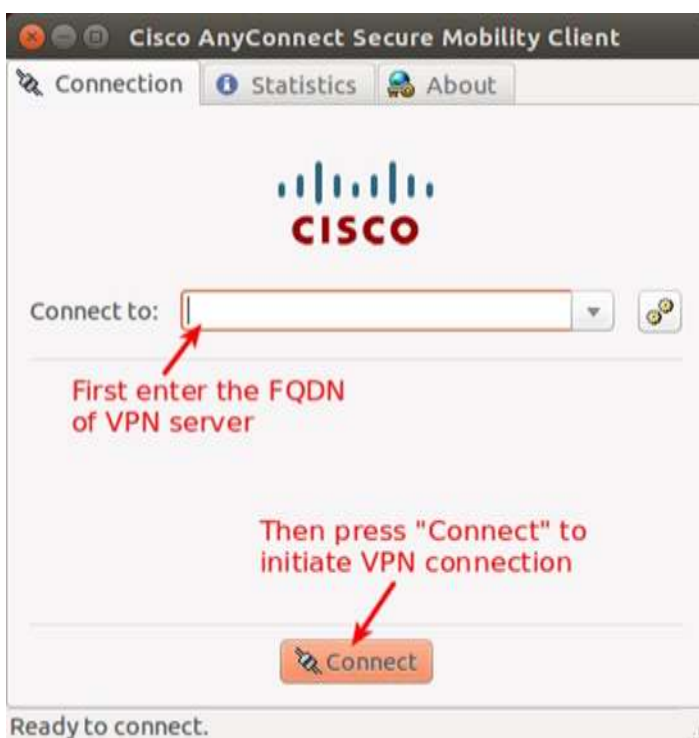 Cisco AnyConnect Secure Mobility Client
Connection Statistics About
CISCO
Connect to:
First enter the FQDN
of VPN server
Then press "Connect" to
initiate VPN connection
Connect
Ready to connect.